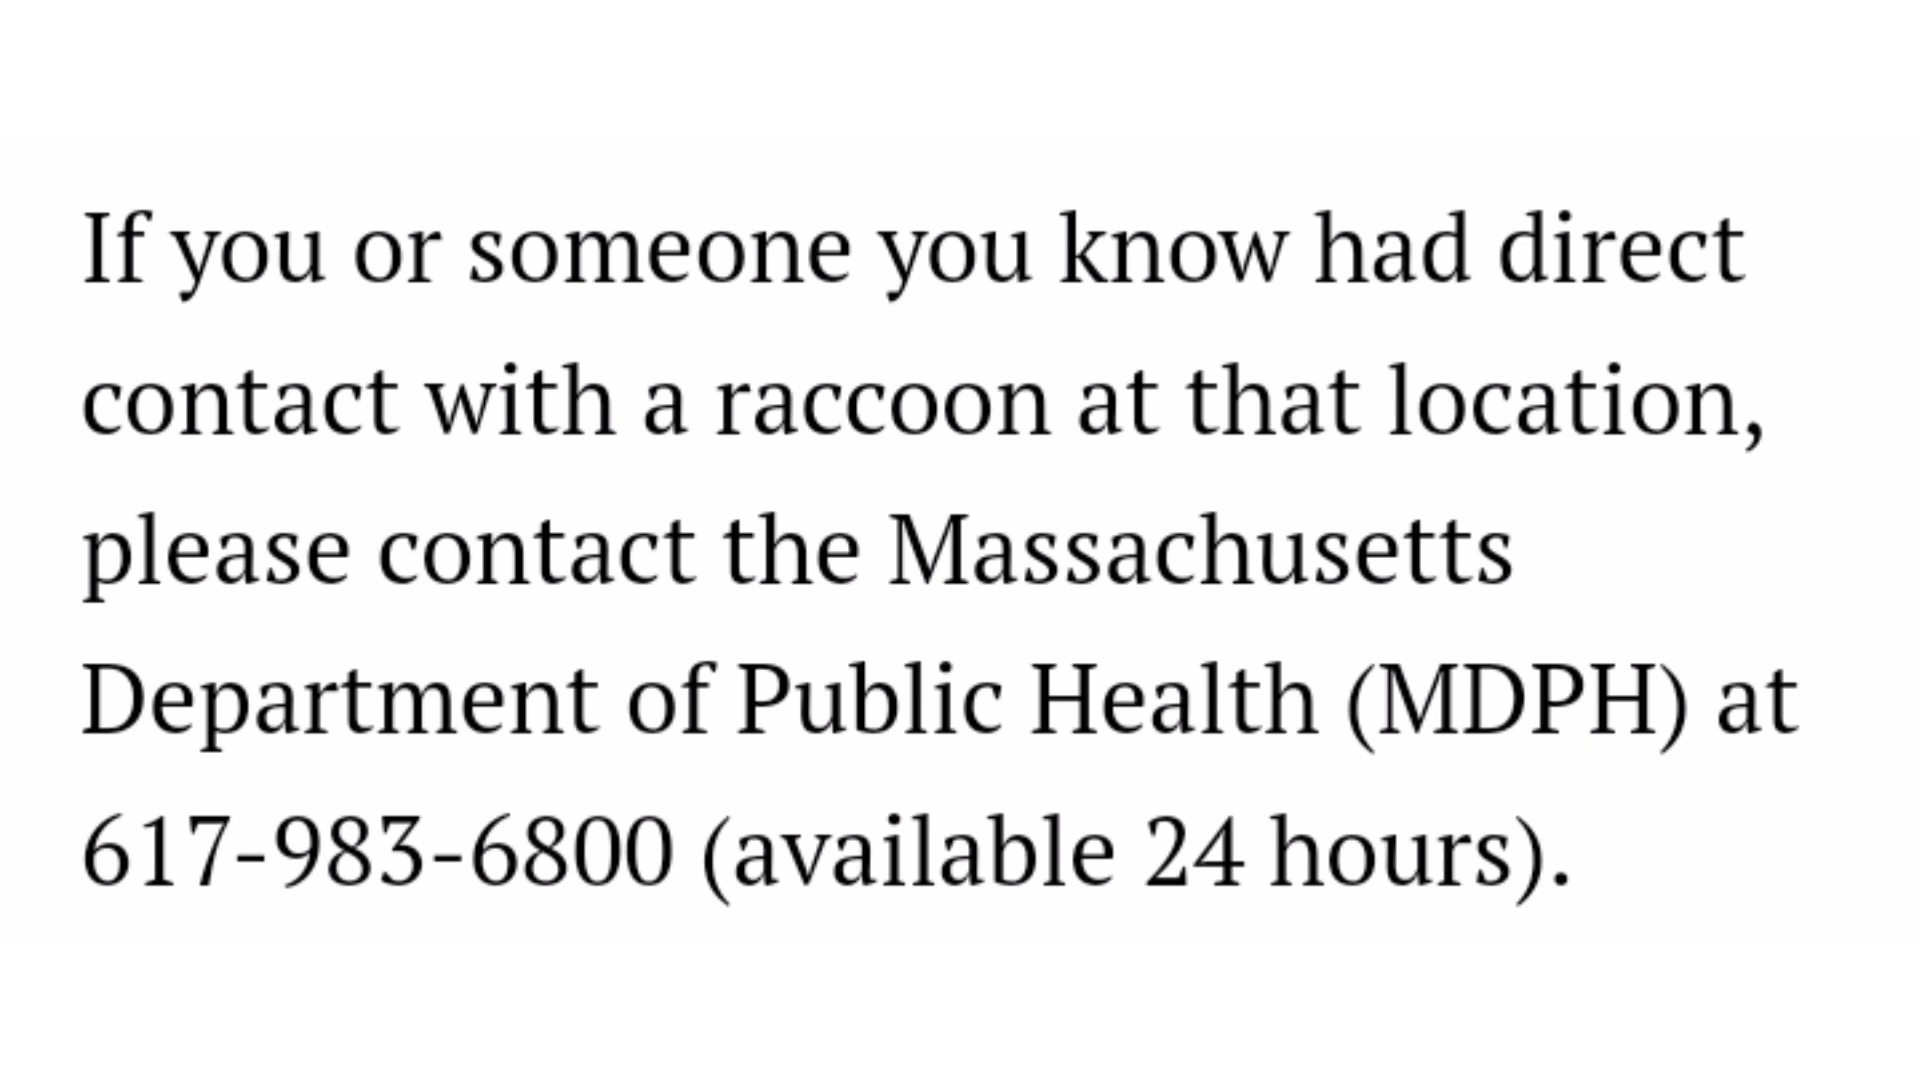 If you or someone you know had direct
contact with a raccoon at that location,
please contact the Massachusetts
Department of Public Health (MDPH) at
617-983-6800 (available 24 hours).